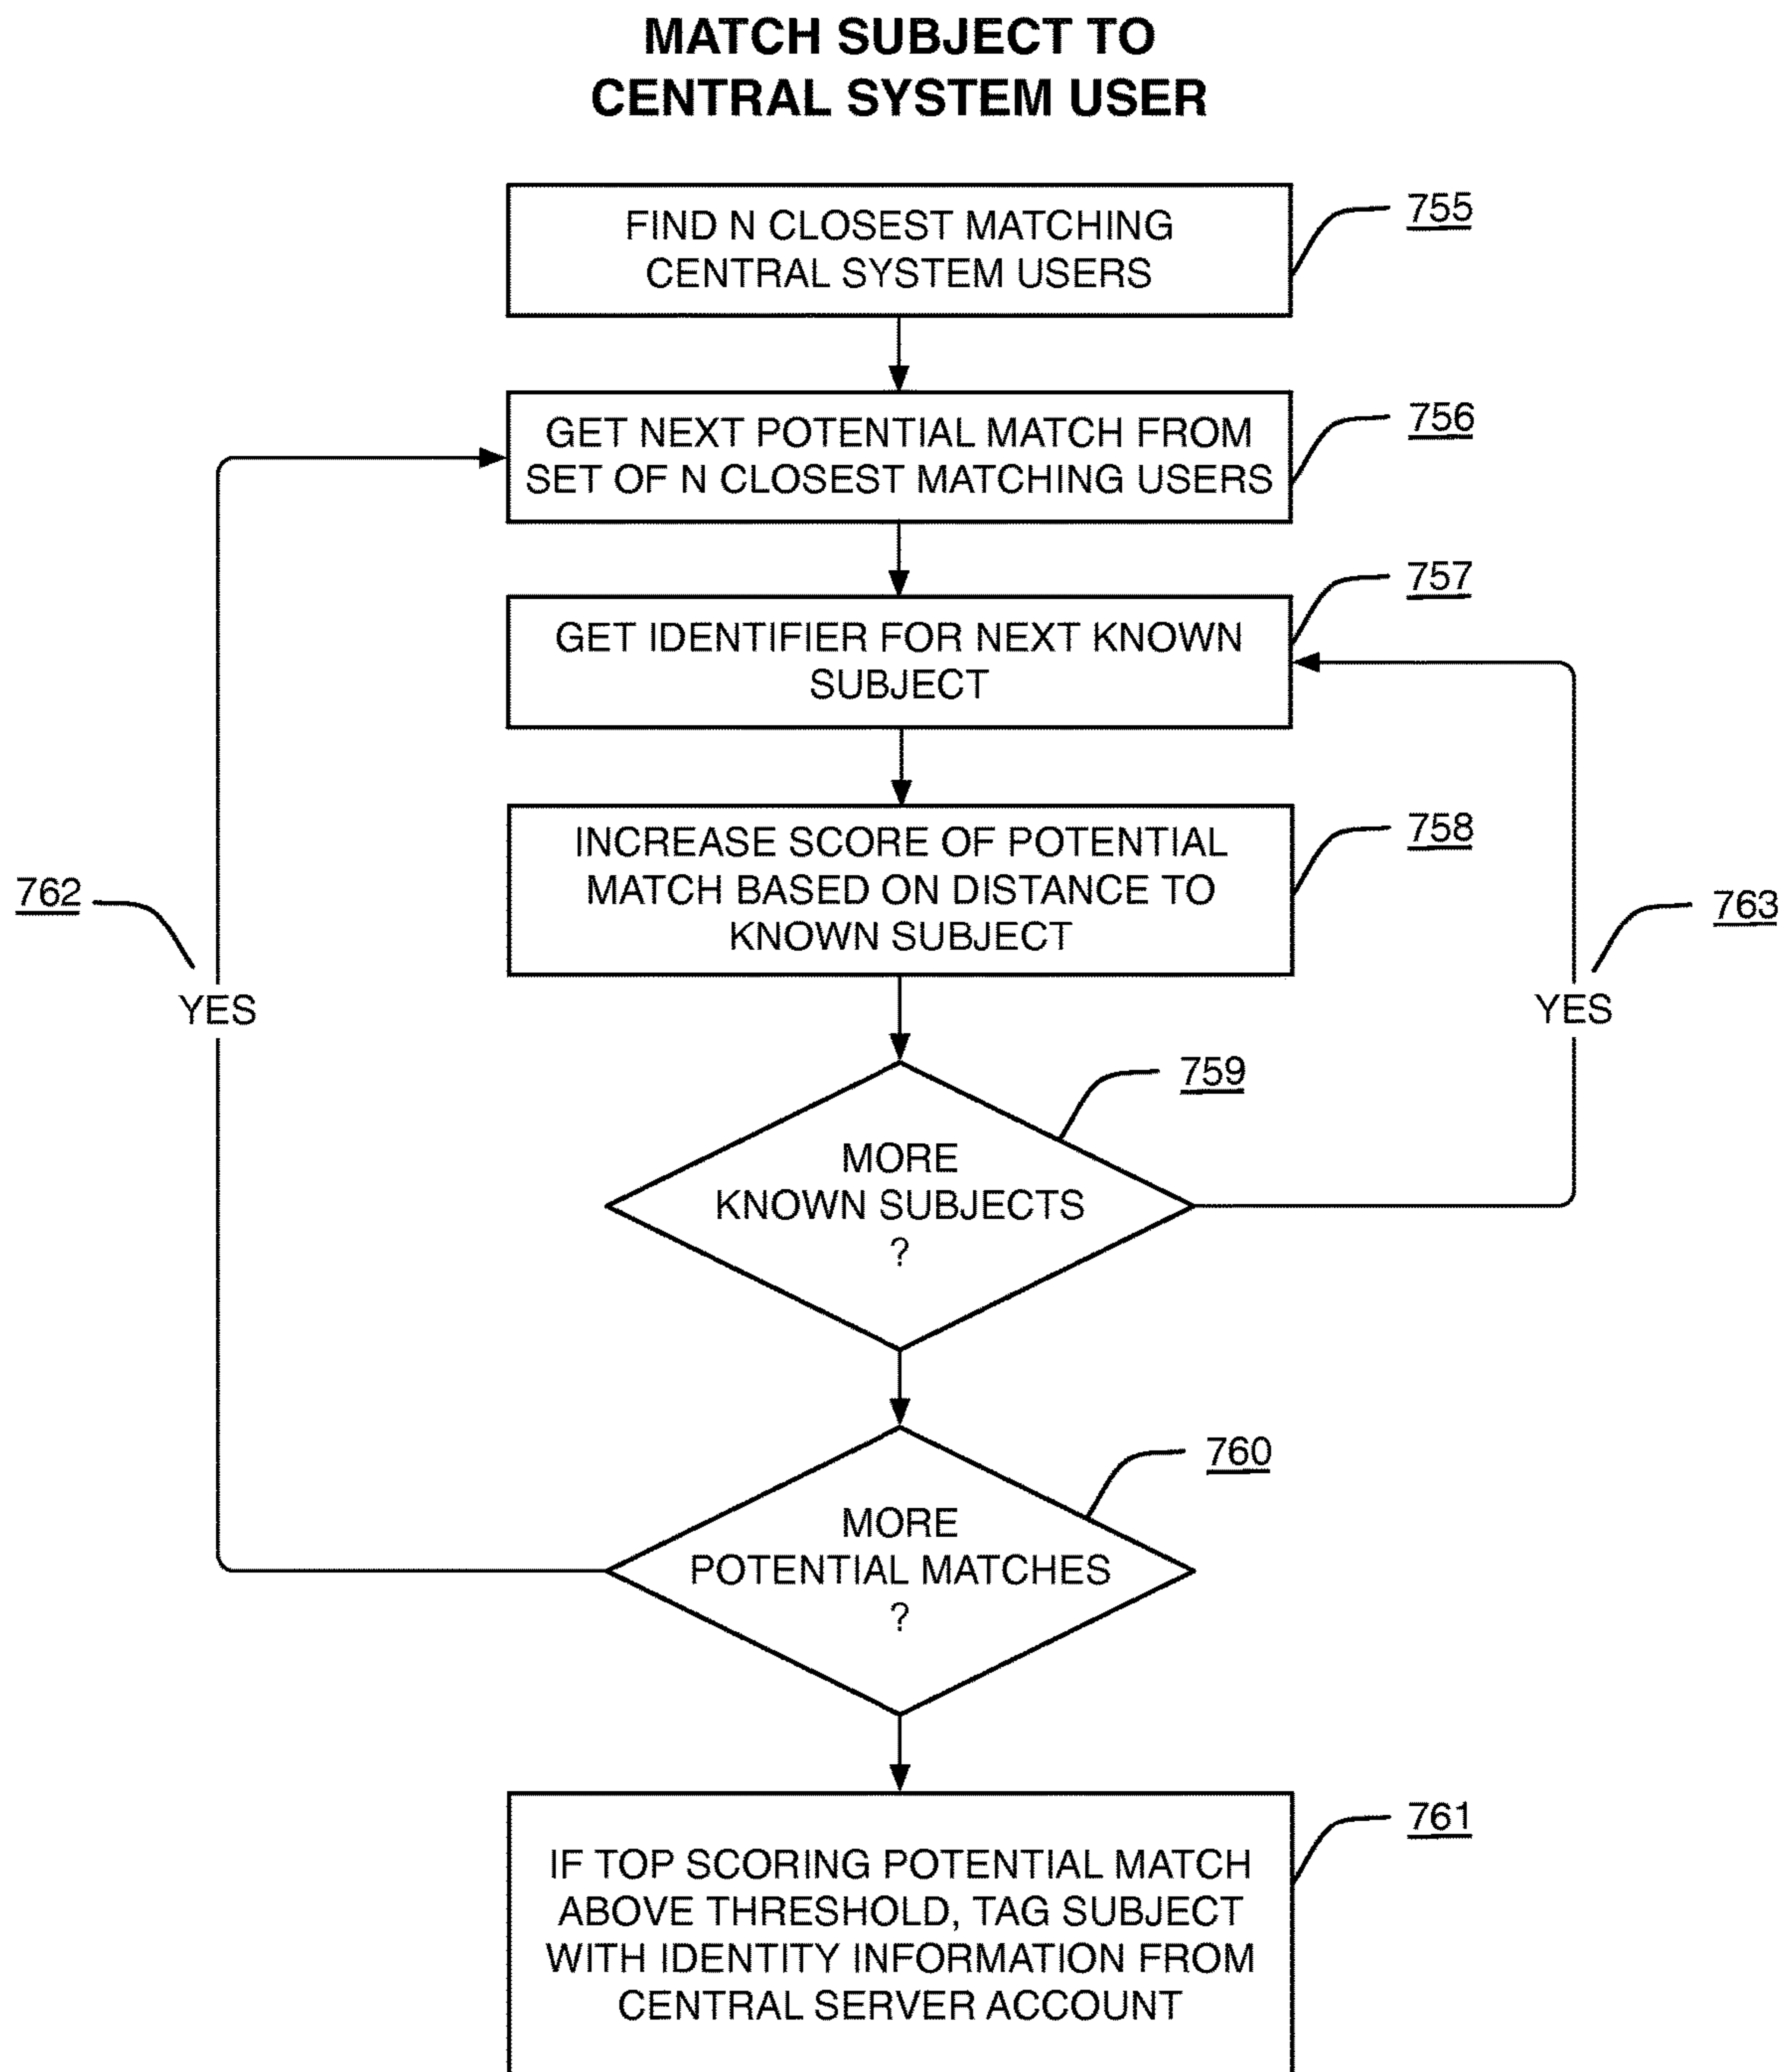 MATCH SUBJECT TO
CENTRAL SYSTEM USER
FIND N CLOSEST MATCHING
CENTRAL SYSTEM USERS
755
GET NEXT POTENTIAL MATCH FROM
SET OF N CLOSEST MATCHING USERS
756
GET IDENTIFIER FOR NEXT KNOWN
SUBJECT
757
INCREASE SCORE OF POTENTIAL
MATCH BASED ON DISTANCE TO
KNOWN SUBJECT
758
762
YES
763
YES
MORE
KNOWN SUBJECTS
?
759
MORE
POTENTIAL MATCHES
?
760
IF TOP SCORING POTENTIAL MATCH
ABOVE THRESHOLD, TAG SUBJECT
WITH IDENTITY INFORMATION FROM
CENTRAL SERVER ACCOUNT
761